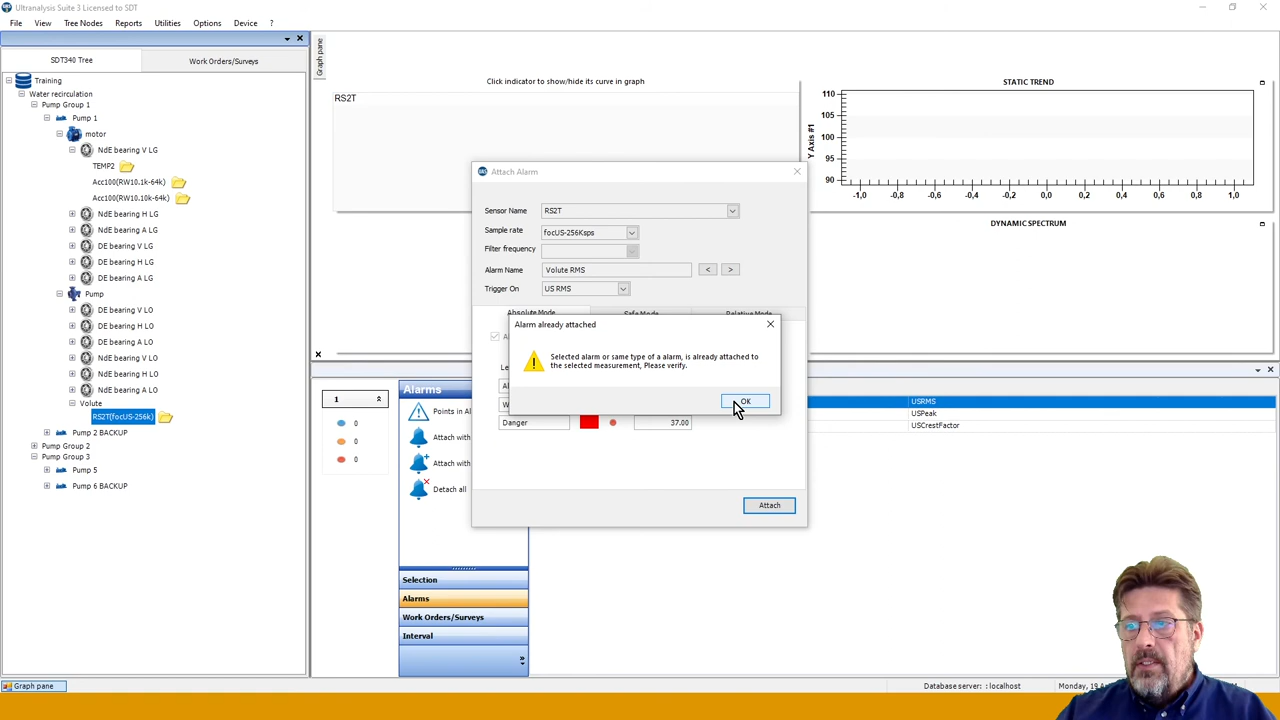 Ultranalysis Suite 3 Licensed to SDT
File View Tree Nodes Reports Utilities Options Device ?
SDT340 Tree
Work Orders/Surveys
Training
Water recirculation
Pump Group 1
Pump 1
motor
NdE bearing V LG
TEMP2
Acc100(RW10.1k-64k)
Acc100(RW10.10k-64k)
NdE bearing H LG
NdE bearing A LG
DE bearing V LG
DE bearing H LG
DE bearing A LG
Pump
DE bearing V LO
DE bearing H LO
DE bearing A LO
NdE bearing V LO
NdE bearing H LO
NdE bearing A LO
Volute
RS2T(focUS-256k)
Pump 2 BACKUP
Pump Group 2
Pump Group 3
Pump 5
Pump 6 BACKUP
Graph pane
Graph pane
Click indicator to show/hide its curve in graph
RS2T
STATIC TREND
Y Axis #1
110
105
100
95
90
-1,0 -0,8 -0,6 -0,4 -0,2 0,0 0,2 0,4 0,6 0,8 1,0
DYNAMIC SPECTRUM
Attach Alarm
Sensor Name RS2T
Sample rate focUS-256Ksps
Filter frequency
Alarm Name Volute RMS < >
Trigger On US RMS
Absolute Mode Safe Mode Relative Mode
Alarm already attached
Selected alarm or same type of a alarm, is already attached to
the selected measurement, Please verify.
OK
Danger 37.00
Attach
1
0
0
0
Alarms
Points in Al
Attach with
Attach with
Detach all
Selection
Alarms
Work Orders/Surveys
Interval
USRMS
USPeak
USCrestFactor
Database server: : localhost
Monday, 19 A